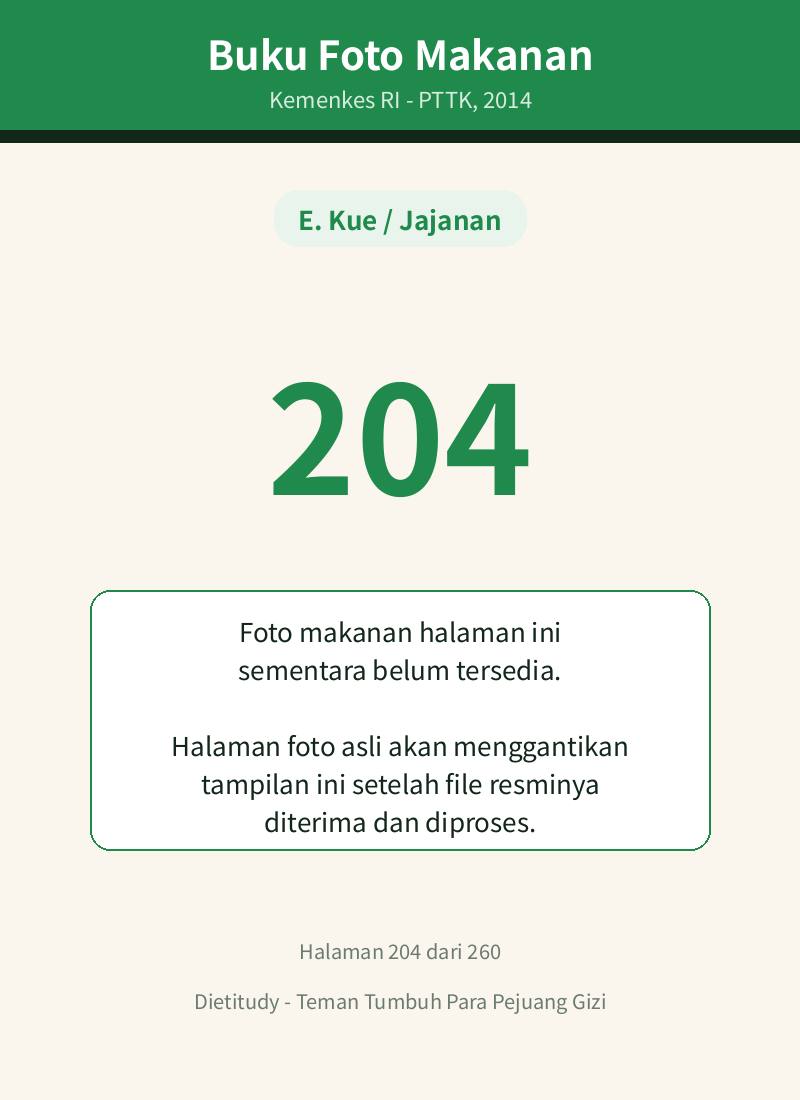 Buku Foto Makanan
Kemenkes RI - PTTK, 2014
E. Kue / Jajanan
204
Foto makanan halaman ini
sementara belum tersedia.
Halaman foto asli akan menggantikan
tampilan ini setelah file resminya
diterima dan diproses.
Halaman 204 dari 260
Dietitudy - Teman Tumbuh Para Pejuang Gizi